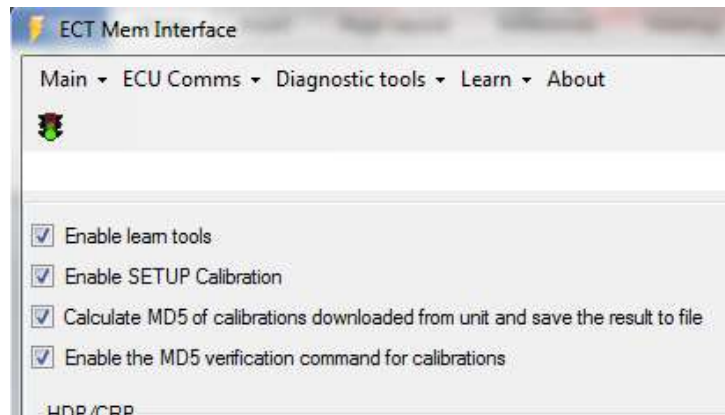 ECT Mem Interface
Main ECU Comms Diagnostic tools Learn About
Enable learn tools
Enable SETUP Calibration
Calculate MD5 of calibrations downloaded from unit and save the result to file
Enable the MD5 verification command for calibrations